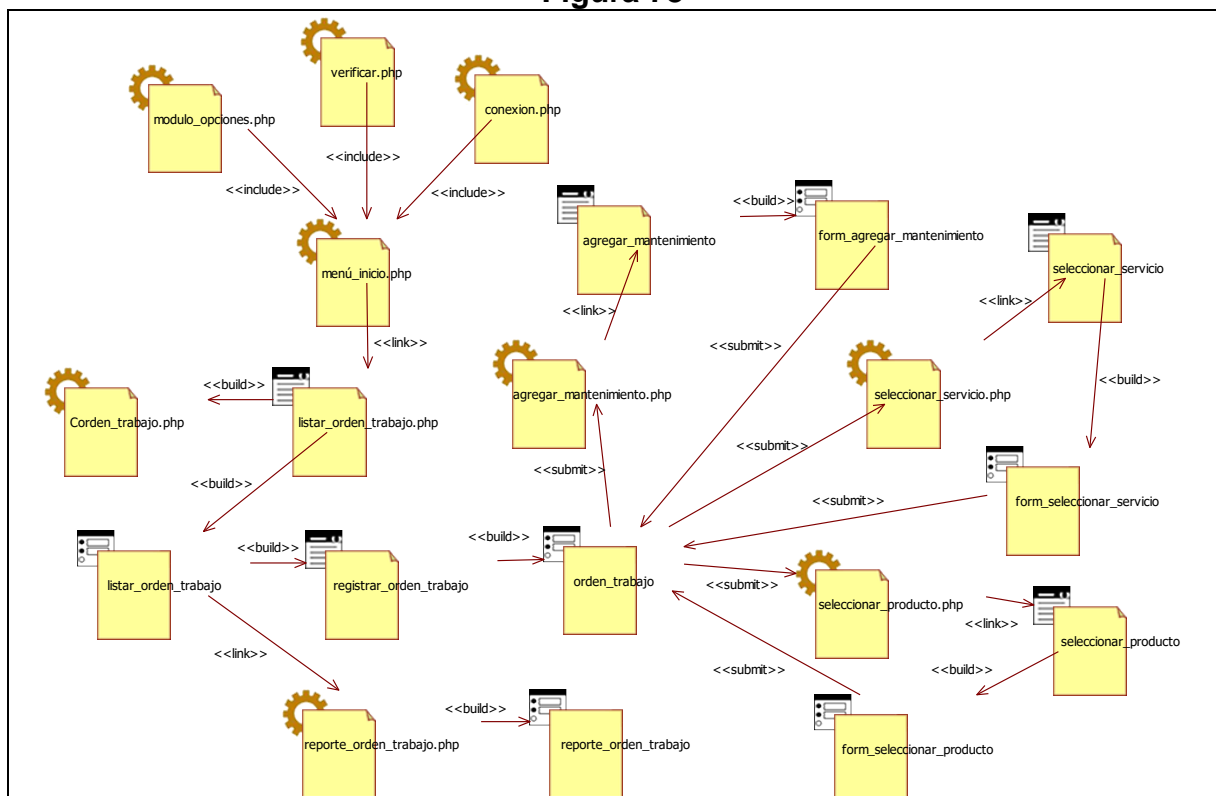 verificar.php
modulo_opciones.php
conexion.php
<<include>>
<<include>>
<<include>>
<<build>>
agregar_mantenimiento
form_agregar_mantenimiento
menú_inicio.php
seleccionar_servicio
<<link>>
<<link>>
<<link>>
<<submit>>
<<build>>
<<build>>
Corden_trabajo.php
listar_orden_trabajo.php
agregar_mantenimiento.php
seleccionar_servicio.php
<<submit>>
<<submit>>
<<build>>
<<submit>>
form_seleccionar_servicio
<<build>>
<<build>>
listar_orden_trabajo
registrar_orden_trabajo
orden_trabajo
<<submit>>
seleccionar_producto.php
<<link>>
seleccionar_producto
<<link>>
<<submit>>
<<build>>
<<build>>
reporte_orden_trabajo.php
reporte_orden_trabajo
form_seleccionar_producto